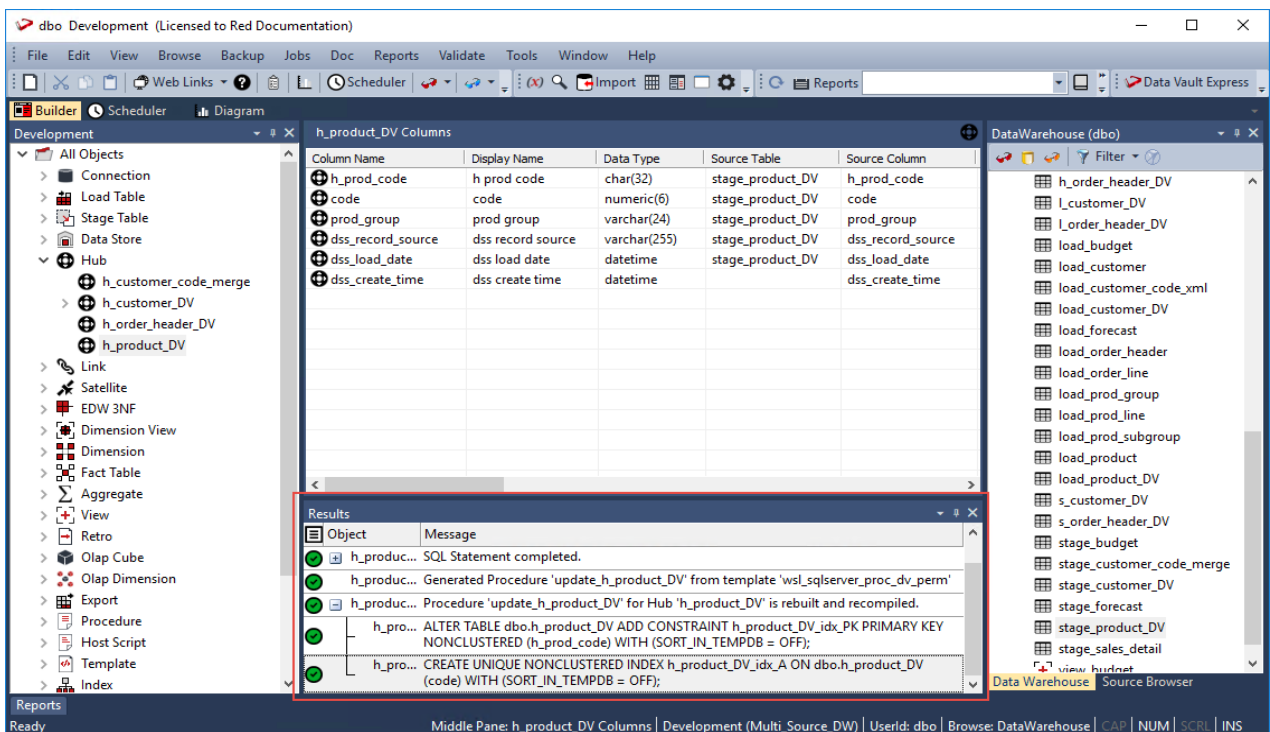 dbo Development (Licensed to Red Documentation)
File Edit View Browse Backup Jobs Doc Reports Validate Tools Window Help
Web Links Scheduler (x) Import Reports Data Vault Express
Builder Scheduler Diagram
Development
All Objects
Connection
Load Table
Stage Table
Data Store
Hub
h_customer_code_merge
h_customer_DV
h_order_header_DV
h_product_DV
Link
Satellite
EDW 3NF
Dimension View
Dimension
Fact Table
Aggregate
View
Retro
Olap Cube
Olap Dimension
Export
Procedure
Host Script
Template
Index
h_product_DV Columns
Column Name Display Name Data Type Source Table Source Column
h_prod_code h prod code char(32) stage_product_DV h_prod_code
code code numeric(6) stage_product_DV code
prod_group prod group varchar(24) stage_product_DV prod_group
dss_record_source dss record source varchar(255) stage_product_DV dss_record_source
dss_load_date dss load date datetime stage_product_DV dss_load_date
dss_create_time dss create time datetime dss_create_time
Results
Object Message
h_produc... SQL Statement completed.
h_produc... Generated Procedure 'update_h_product_DV' from template 'wsl_sqlserver_proc_dv_perm'
h_produc... Procedure 'update_h_product_DV' for Hub 'h_product_DV' is rebuilt and recompiled.
h_pro... ALTER TABLE dbo.h_product_DV ADD CONSTRAINT h_product_DV_idx_PK PRIMARY KEY
NONCLUSTERED (h_prod_code) WITH (SORT_IN_TEMPDB = OFF);
h_pro... CREATE UNIQUE NONCLUSTERED INDEX h_product_DV_idx_A ON dbo.h_product_DV
(code) WITH (SORT_IN_TEMPDB = OFF);
DataWarehouse (dbo)
Filter
h_order_header_DV
l_customer_DV
l_order_header_DV
load_budget
load_customer
load_customer_code_xml
load_customer_DV
load_forecast
load_order_header
load_order_line
load_prod_group
load_prod_line
load_prod_subgroup
load_product
load_product_DV
s_customer_DV
s_order_header_DV
stage_budget
stage_customer_code_merge
stage_customer_DV
stage_forecast
stage_product_DV
stage_sales_detail
view_budget
Data Warehouse Source Browser
Reports
Ready Middle Pane: h_product_DV Columns Development (Multi_Source_DW) UserId: dbo Browse: DataWarehouse CAP NUM SCRL INS